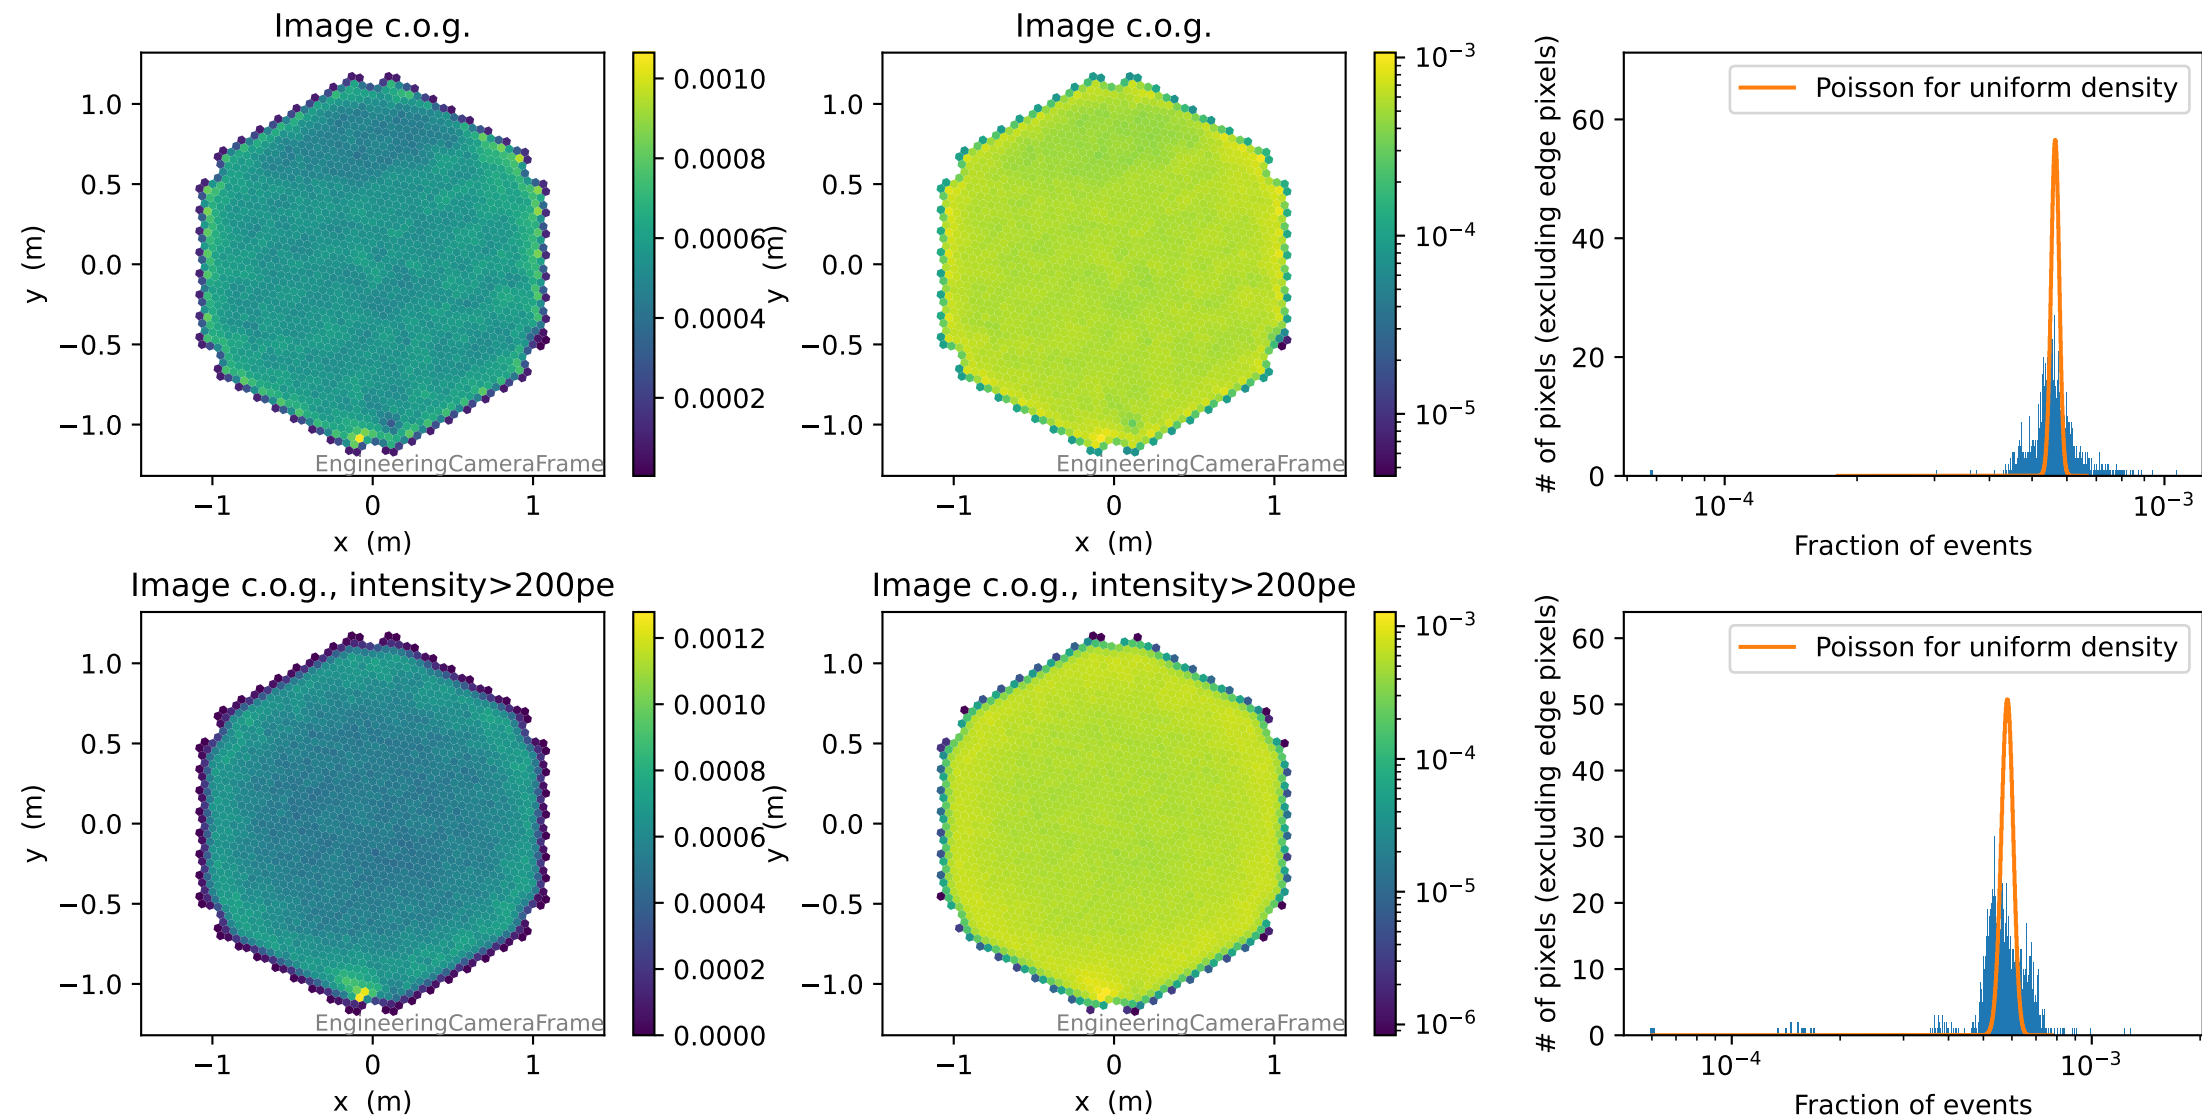 Image c.o.g.
1.0
0.5
0.0
−0.5
−1.0
y (m)
−1 0 1
x (m)
EngineeringCameraFrame
0.0010
0.0008
0.0006
0.0004
0.0002
Image c.o.g.
1.0
0.5
0.0
−0.5
−1.0
y (m)
−1 0 1
x (m)
EngineeringCameraFrame
10−3
10−4
10−5
# of pixels (excluding edge pixels)
60
40
20
0
Poisson for uniform density
10−4 10−3
Fraction of events
Image c.o.g., intensity>200pe
1.0
0.5
0.0
−0.5
−1.0
y (m)
−1 0 1
x (m)
EngineeringCameraFrame
0.0012
0.0010
0.0008
0.0006
0.0004
0.0002
0.0000
Image c.o.g., intensity>200pe
1.0
0.5
0.0
−0.5
−1.0
y (m)
−1 0 1
x (m)
EngineeringCameraFrame
10−3
10−4
10−5
10−6
# of pixels (excluding edge pixels)
60
50
40
30
20
10
0
Poisson for uniform density
10−4 10−3
Fraction of events